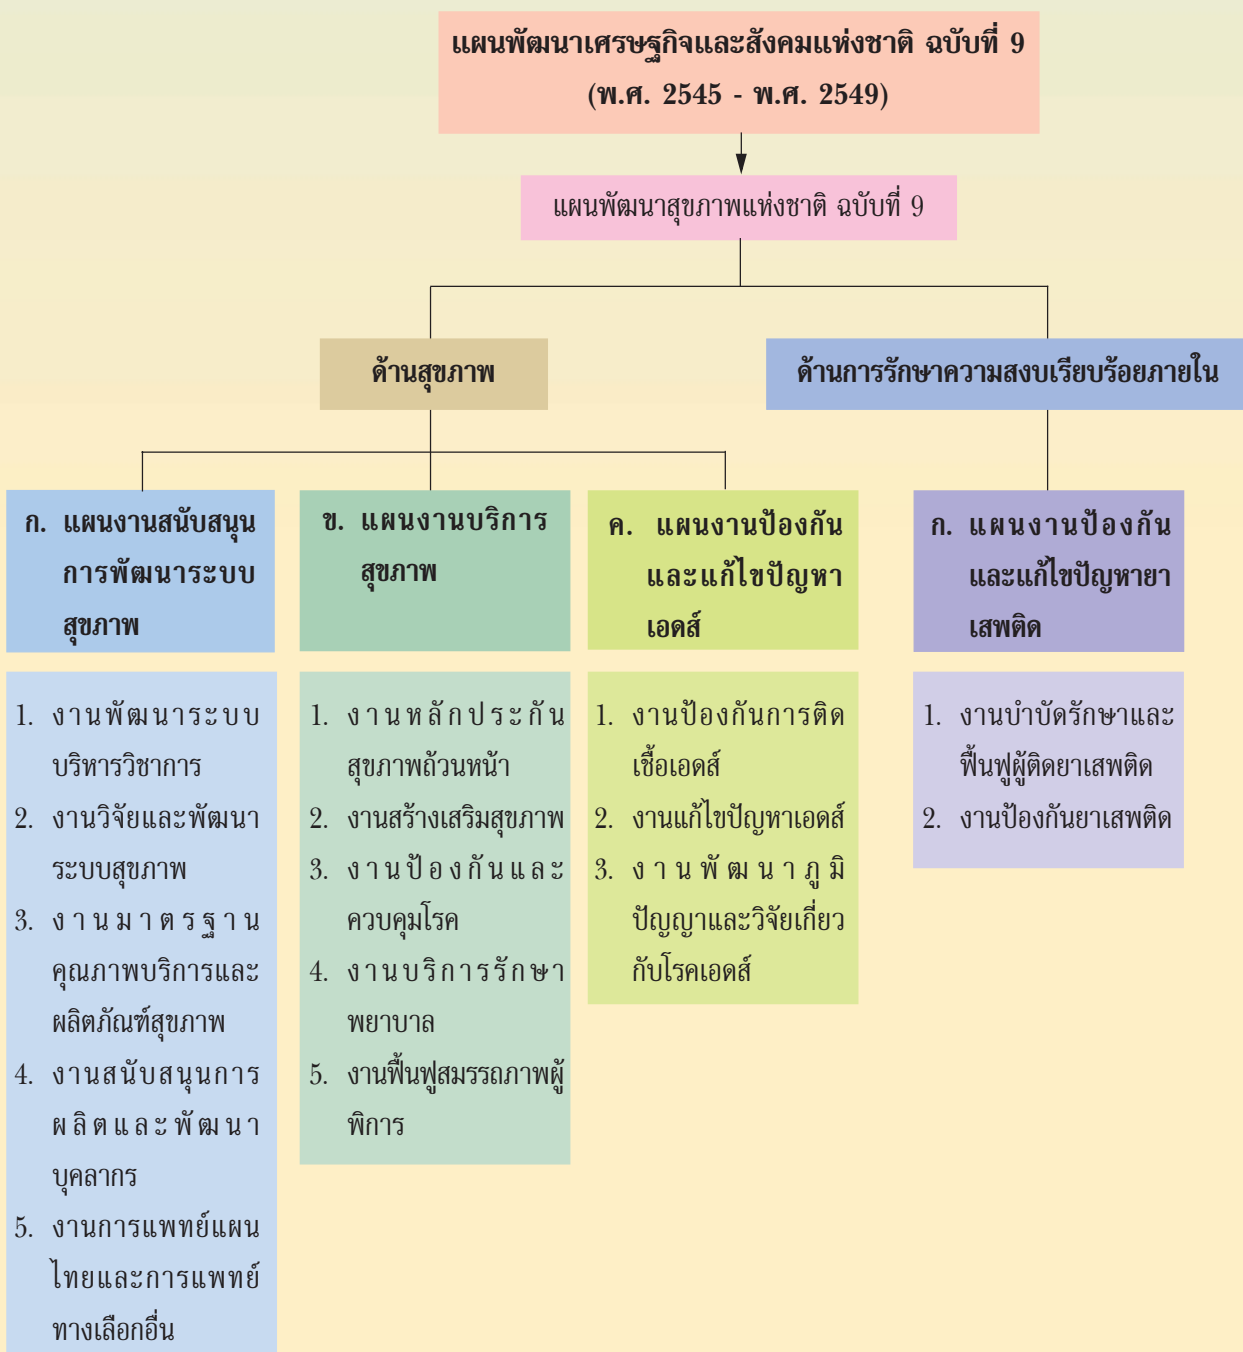 แผนพัฒนาเศรษฐกิจและสังคมแห่งชาติ ฉบับที่ 9
(พ.ศ. 2545 - พ.ศ. 2549)
แผนพัฒนาสุขภาพแห่งชาติ ฉบับที่ 9
ด้านสุขภาพ
ด้านการรักษาความสงบเรียบร้อยภายใน
ก. แผนงานสนับสนุน
การพัฒนาระบบ
สุขภาพ
1. งานพัฒนาระบบ
บริหารวิชาการ
2. งานวิจัยและพัฒนา
ระบบสุขภาพ
3. งานมาตรฐาน
คุณภาพบริการและ
ผลิตภัณฑ์สุขภาพ
4. งานสนับสนุนการ
ผลิตและพัฒนา
บุคลากร
5. งานการแพทย์แผน
ไทยและการแพทย์
ทางเลือกอื่น
ข. แผนงานบริการ
สุขภาพ
1. งานหลักประกัน
สุขภาพถ้วนหน้า
2. งานสร้างเสริมสุขภาพ
3. งานป้องกันและ
ควบคุมโรค
4. งานบริการรักษา
พยาบาล
5. งานฟื้นฟูสมรรถภาพผู้
พิการ
ค. แผนงานป้องกัน
และแก้ไขปัญหา
เอดส์
1. งานป้องกันการติด
เชื้อเอดส์
2. งานแก้ไขปัญหาเอดส์
3. งานพัฒนาภูมิ
ปัญญาและวิจัยเกี่ยว
กับโรคเอดส์
ก. แผนงานป้องกัน
และแก้ไขปัญหายา
เสพติด
1. งานบำบัดรักษาและ
ฟื้นฟูผู้ติดยาเสพติด
2. งานป้องกันยาเสพติด